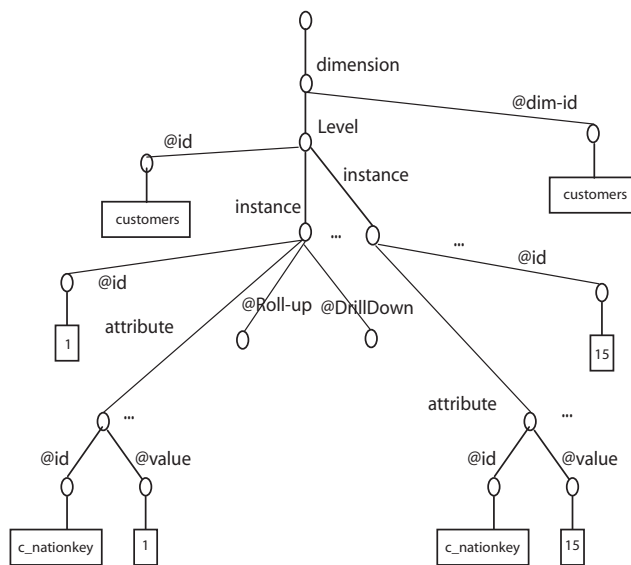 dimension
@dim-id
Level
@id
instance
customers
customers
instance
...
...
@id
@id
@Roll-up
@DrillDown
attribute
1
15
attribute
...
...
@id
@value
@id
@value
c_nationkey
1
c_nationkey
15